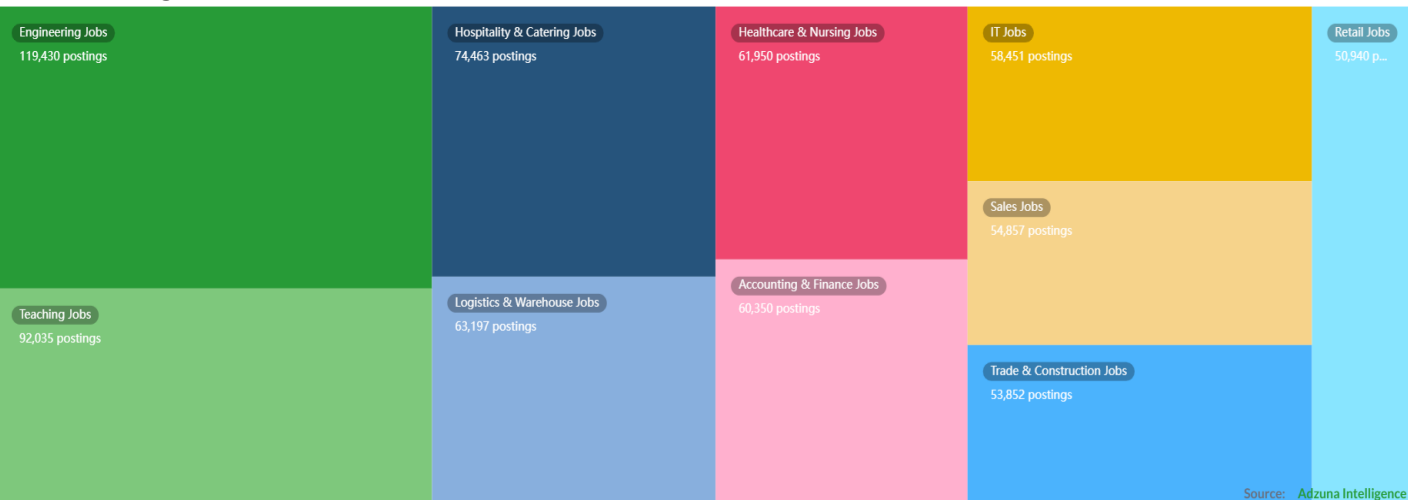 Engineering Jobs
119,430 postings
Teaching Jobs
92,035 postings
Hospitality & Catering Jobs
74,463 postings
Logistics & Warehouse Jobs
63,197 postings
Healthcare & Nursing Jobs
61,950 postings
Accounting & Finance Jobs
60,350 postings
IT Jobs
58,451 postings
Sales Jobs
54,857 postings
Trade & Construction Jobs
53,852 postings
Retail Jobs
50,940 p...
Source: Adzuna Intelligence